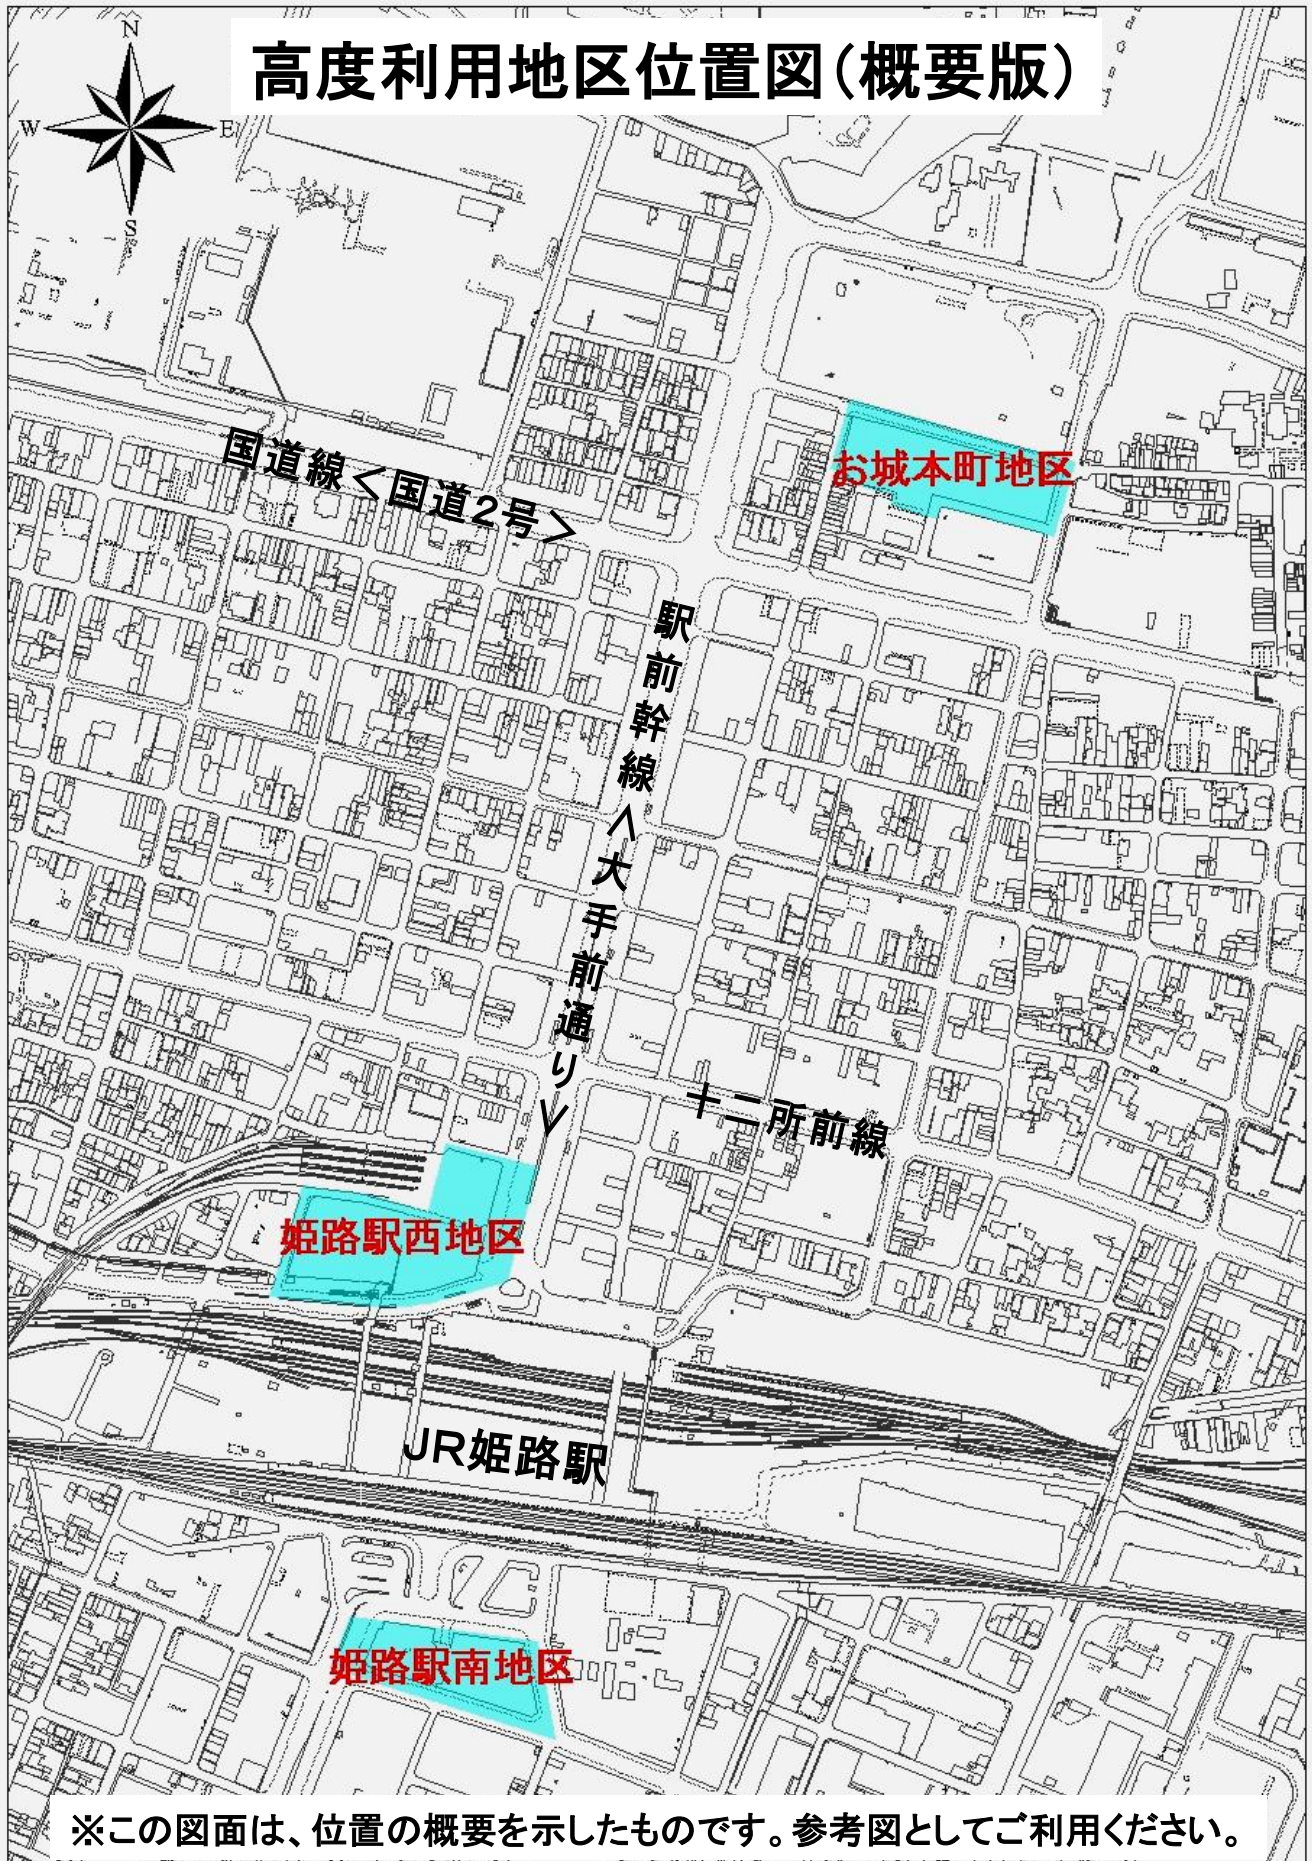 高度利用地区位置図（概要版）
N
W
E
S
お城本町地区
国道線＜国道２号＞
駅前幹線＜大手前通り＞
十二所前線
姫路駅西地区
ＪＲ姫路駅
姫路駅南地区
※この図面は、位置の概要を示したものです。参考図としてご利用ください。